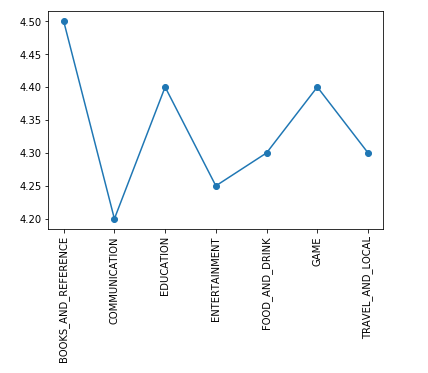 4.50
4.45
4.40
4.35
4.30
4.25
4.20
BOOKS_AND_REFERENCE
COMMUNICATION
EDUCATION
ENTERTAINMENT
FOOD_AND_DRINK
GAME
TRAVEL_AND_LOCAL